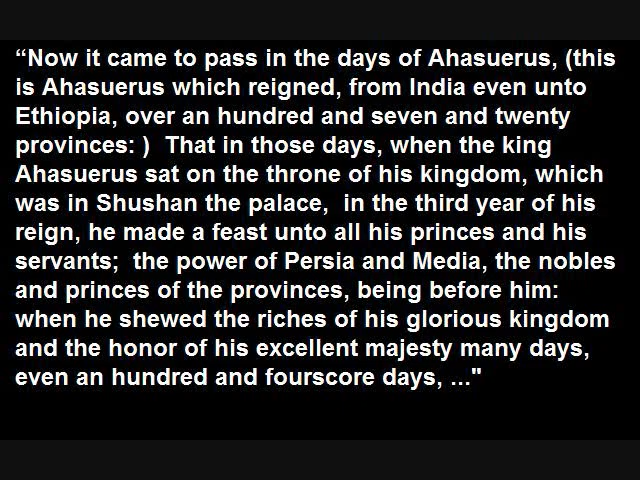 “Now it came to pass in the days of Ahasuerus, (this
is Ahasuerus which reigned, from India even unto
Ethiopia, over an hundred and seven and twenty
provinces: )  That in those days, when the king
Ahasuerus sat on the throne of his kingdom, which
was in Shushan the palace,  in the third year of his
reign, he made a feast unto all his princes and his
servants;  the power of Persia and Media, the nobles
and princes of the provinces, being before him:
when he shewed the riches of his glorious kingdom
and the honor of his excellent majesty many days,
even an hundred and fourscore days, ..."